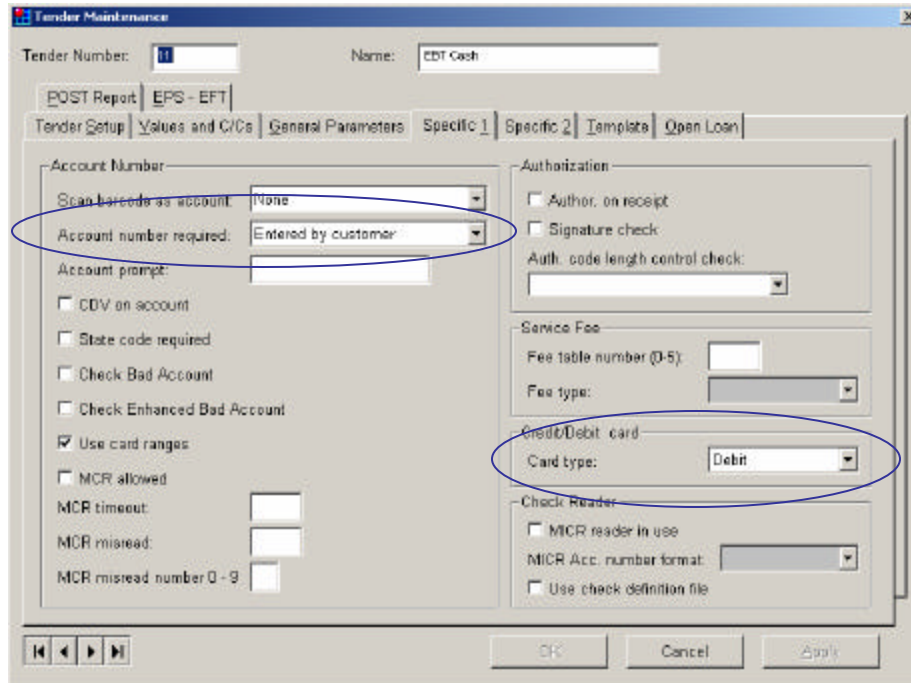 Tender Maintenance
Tender Number: 11 Name: EBT Cash
POST Report EPS - EFT
Tender Setup Values and C/Cs General Parameters Specific 1 Specific 2 Template Open Loan
Account Number
Scan barcode as account: None
Account number required: Entered by customer
Account prompt:
CDV on account
State code required
Check Bad Account
Check Enhanced Bad Account
Use card ranges
MCR allowed
MCR timeout:
MCR misread:
MCR misread number 0 - 9
Authorization
Author. on receipt
Signature check
Auth. code length control check:
Service Fee
Fee table number (0-5):
Fee type:
Credit/Debit card
Card type: Debit
Check Reader
MICR reader in use
MICR Acc. number format:
Use check definition file
OK Cancel Apply